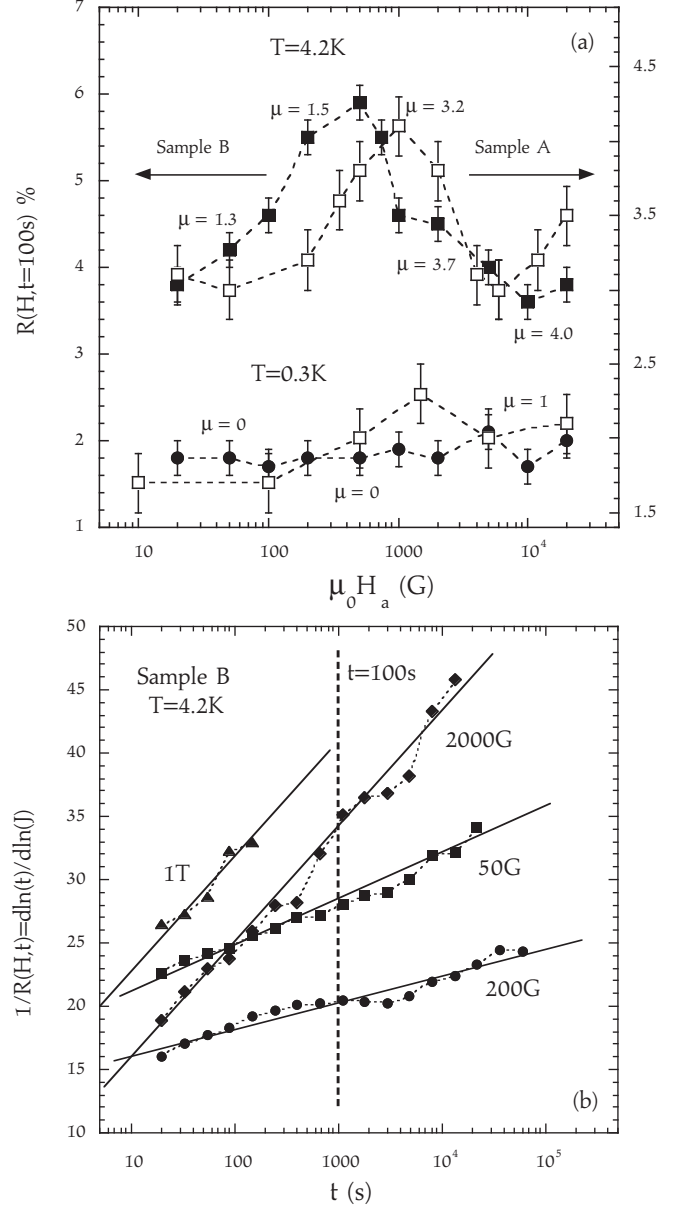 (a)
T=4.2K
μ = 1.5
μ = 3.2
Sample B
Sample A
μ = 1.3
μ = 3.7
μ = 4.0
T=0.3K
μ = 0
μ = 1
μ = 0
R(H,t=100s) %
7
6
5
4
3
2
1
4.5
3.5
2.5
1.5
10
100
1000
10⁴
μ₀Hₐ (G)
50
45
40
35
30
25
20
15
10
Sample B
T=4.2K
t=100s
2000G
1T
50G
200G
(b)
1/R(H,t)=dln(t)/dln(J)
10
100
1000
10⁴
10⁵
t (s)